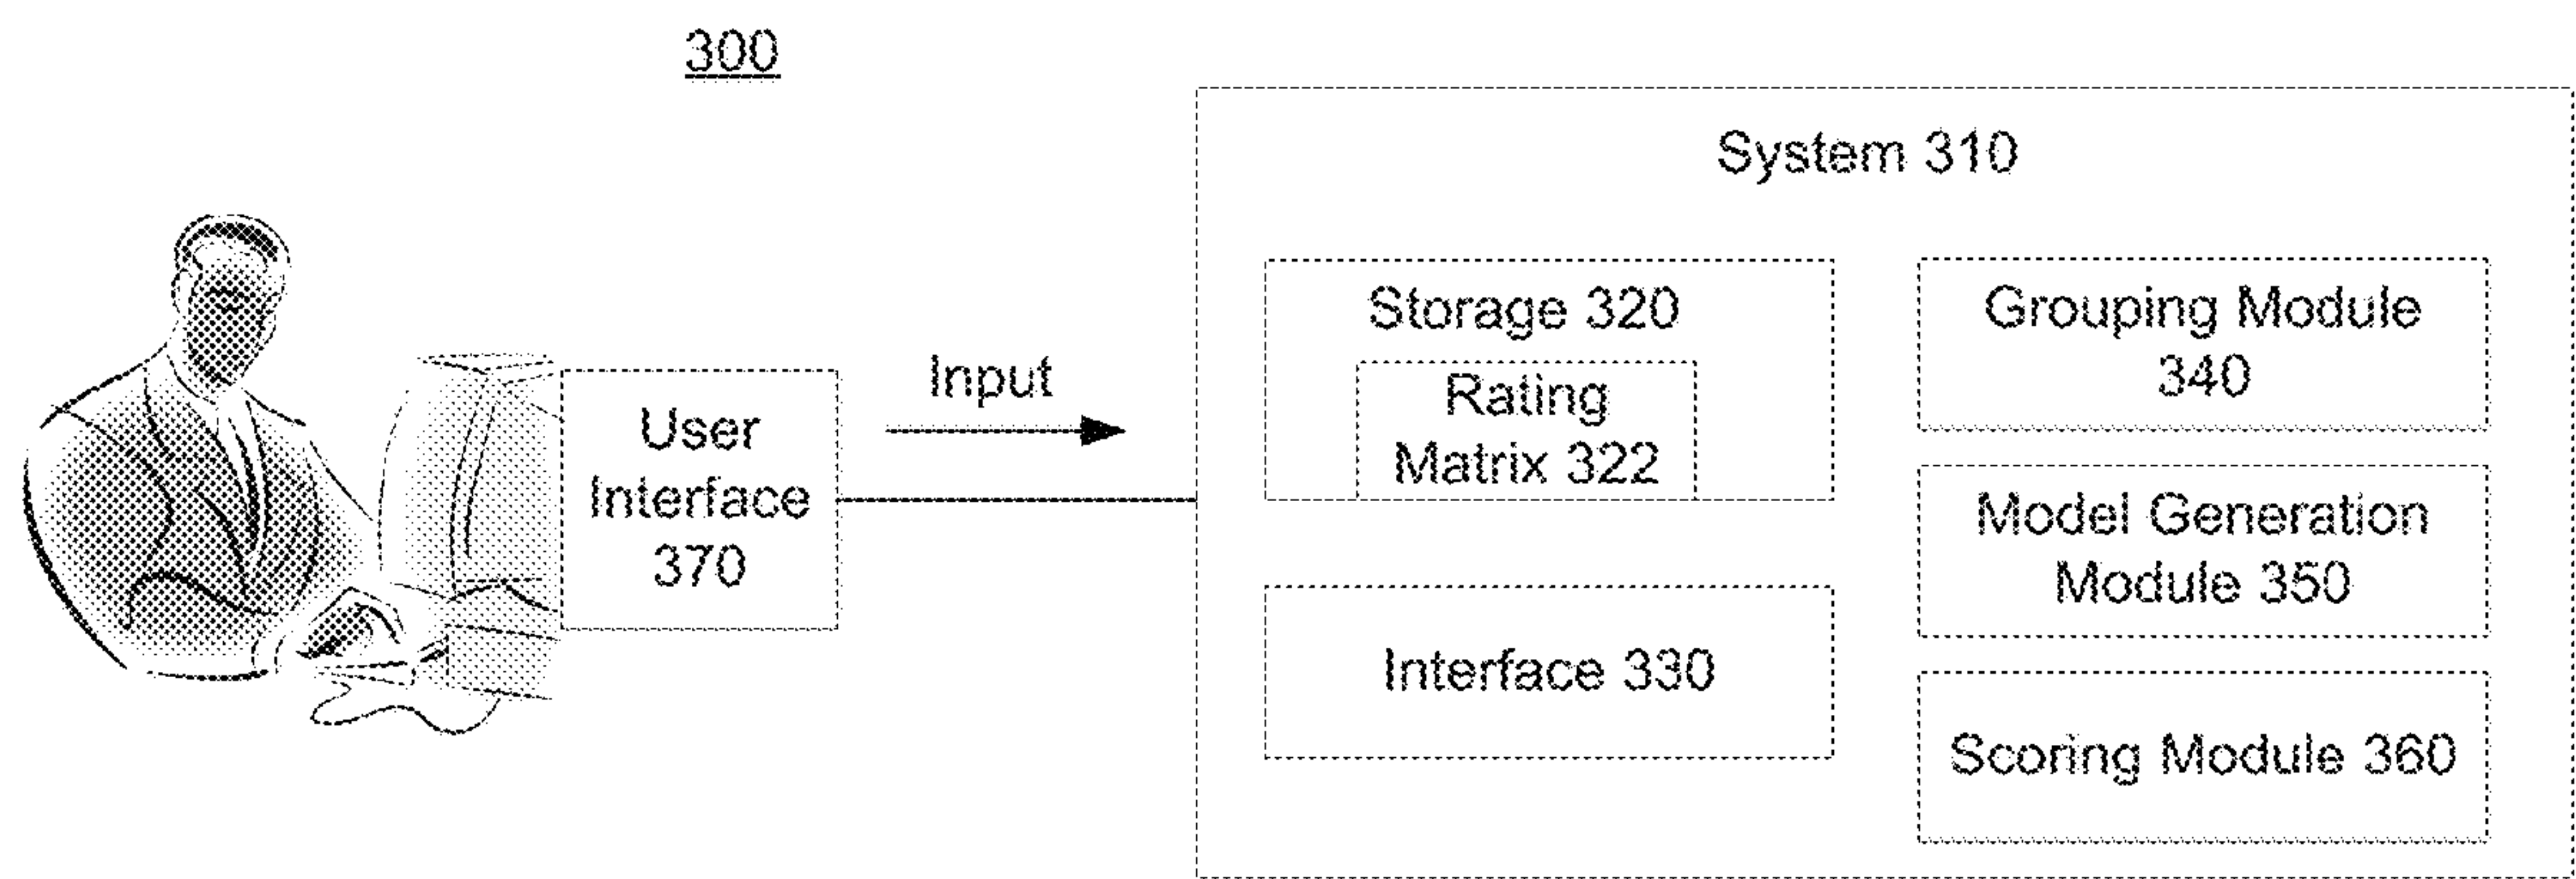 300
System 310
Storage 320
Rating
Matrix 322
Interface 330
Grouping Module
340
Model Generation
Module 350
Scoring Module 360
Input
User
Interface
370